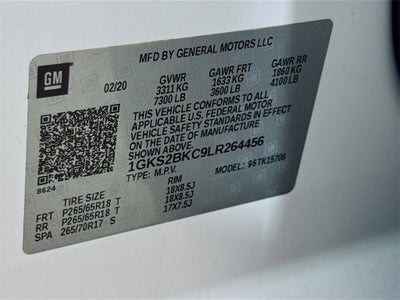 MFD BY GENERAL MOTORS LLC
GM
02/20 GVWR GAWR FRT GAWR RR
3311 KG 1633 KG 1860 KG
7300 LB 3600 LB 4100 LB
THIS VEHICLE CONFORMS TO ALL APPLICABLE
U.S. FEDERAL MOTOR
VEHICLE SAFETY STANDARDS IN EFFECT
ON THE DATE OF MANUFACTURE
SHOWN ABOVE.
1GKS2BKC9LR264456
8624 TYPE: M.P.V. MODEL: 96TK15706
TIRE SIZE RIM
FRT P265/65R18 T 18X8.5J
RR P265/65R18 T 18X8.5J
SPA 265/70R17 S 17X7.5J